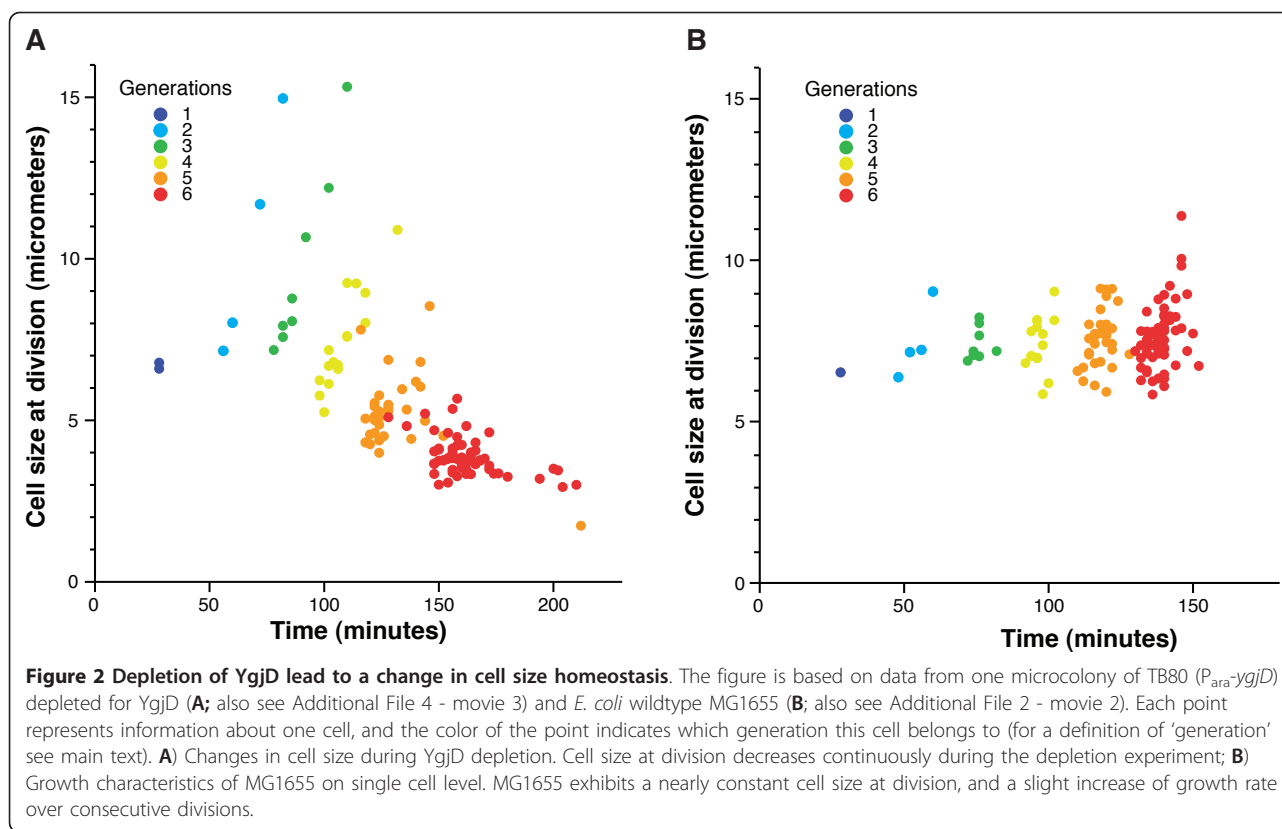 A
Generations
1
2
3
4
5
6
15
10
5
0
Cell size at division (micrometers)
0 50 100 150 200
Time (minutes)
B
Generations
1
2
3
4
5
6
15
10
5
0
Cell size at division (micrometers)
0 50 100 150
Time (minutes)
Figure 2 Depletion of YgjD lead to a change in cell size homeostasis. The figure is based on data from one microcolony of TB80 (Para-ygjD)
depleted for YgjD (A; also see Additional File 4 - movie 3) and E. coli wildtype MG1655 (B; also see Additional File 2 - movie 2). Each point
represents information about one cell, and the color of the point indicates which generation this cell belongs to (for a definition of 'generation'
see main text). A) Changes in cell size during YgjD depletion. Cell size at division decreases continuously during the depletion experiment; B)
Growth characteristics of MG1655 on single cell level. MG1655 exhibits a nearly constant cell size at division, and a slight increase of growth rate
over consecutive divisions.